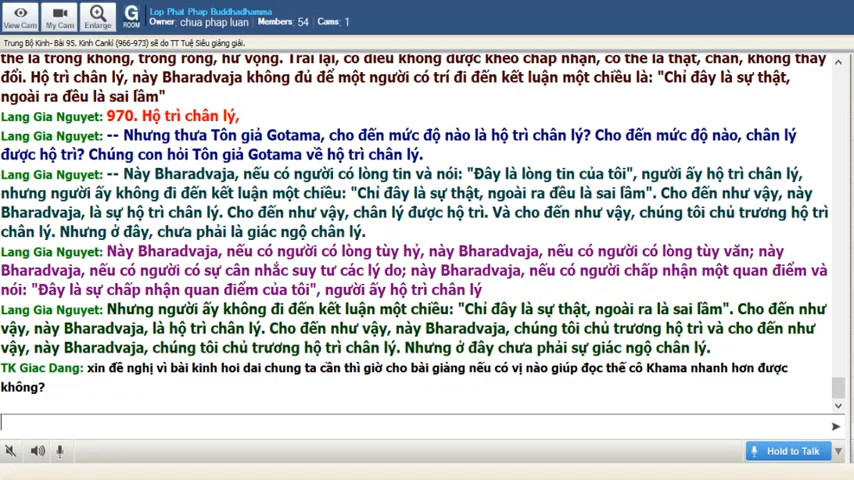 Lop Phat Phap Buddhadhamma
Owner: chua phap luan Members: 54 Cams: 1
View Cam My Cam Enlarge G ROOM
Trung Bộ Kinh- Bài 95. Kinh Canki (966-973) sẽ do TT Tuệ Siêu giảng giải.
thể là trống không, trống rỗng, hư vọng. Trái lại, có điều không được khéo chấp nhận, có thể là thật, chân, không thay
đổi. Hộ trì chân lý, này Bharadvaja không đủ để một người có trí đi đến kết luận một chiều là: "Chỉ đây là sự thật,
ngoài ra đều là sai lầm"
Lang Gia Nguyet: 970. Hộ trì chân lý,
Lang Gia Nguyet: -- Nhưng thưa Tôn giả Gotama, cho đến mức độ nào là hộ trì chân lý? Cho đến mức độ nào, chân lý
được hộ trì? Chúng con hỏi Tôn giả Gotama về hộ trì chân lý.
Lang Gia Nguyet: -- Này Bharadvaja, nếu có người có lòng tin và nói: "Đây là lòng tin của tôi", người ấy hộ trì chân lý,
nhưng người ấy không đi đến kết luận một chiều: "Chỉ đây là sự thật, ngoài ra đều là sai lầm". Cho đến như vậy, này
Bharadvaja, là sự hộ trì chân lý. Cho đến như vậy, chân lý được hộ trì. Và cho đến như vậy, chúng tôi chủ trương hộ trì
chân lý. Nhưng ở đây, chưa phải là giác ngộ chân lý.
Lang Gia Nguyet: Này Bharadvaja, nếu có người có lòng tùy hỷ, này Bharadvaja, nếu có người có lòng tùy văn; này
Bharadvaja, nếu có người có sự cân nhắc suy tư các lý do; này Bharadvaja, nếu có người chấp nhận một quan điểm và
nói: "Đây là sự chấp nhận quan điểm của tôi", người ấy hộ trì chân lý
Lang Gia Nguyet: Nhưng người ấy không đi đến kết luận một chiều: "Chỉ đây là sự thật, ngoài ra là sai lầm". Cho đến như
vậy, này Bharadvaja, là hộ trì chân lý. Cho đến như vậy, này Bharadvaja, chúng tôi chủ trương hộ trì và cho đến như
vậy, này Bharadvaja, chúng tôi chủ trương hộ trì chân lý. Nhưng ở đây chưa phải sự giác ngộ chân lý.
TK Giac Dang: xin đề nghị vì bài kinh hoi dai chung ta cần thì giờ cho bài giảng nếu có vị nào giúp đọc thế cô Khama nhanh hơn được
không?
Hold to Talk